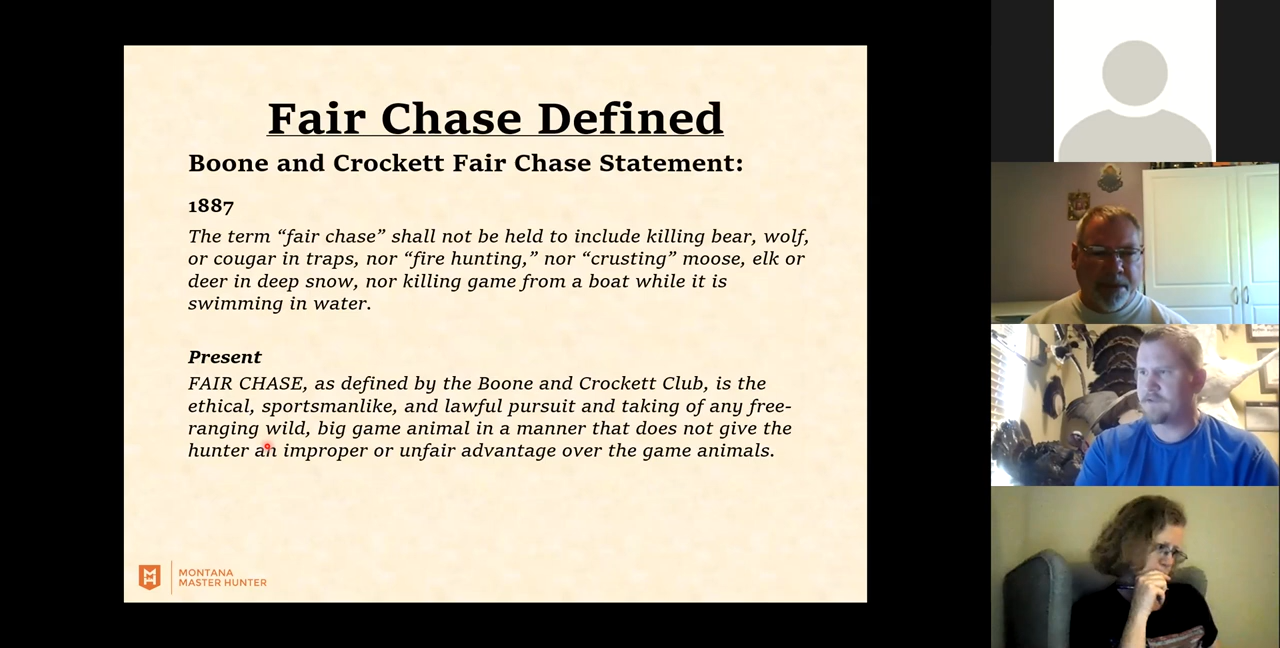 Fair Chase Defined
Boone and Crockett Fair Chase Statement:
1887
The term “fair chase” shall not be held to include killing bear, wolf,
or cougar in traps, nor “fire hunting,” nor “crusting” moose, elk or
deer in deep snow, nor killing game from a boat while it is
swimming in water.
Present
FAIR CHASE, as defined by the Boone and Crockett Club, is the
ethical, sportsmanlike, and lawful pursuit and taking of any free-
ranging wild, big game animal in a manner that does not give the
hunter an improper or unfair advantage over the game animals.
MONTANA
MASTER HUNTER